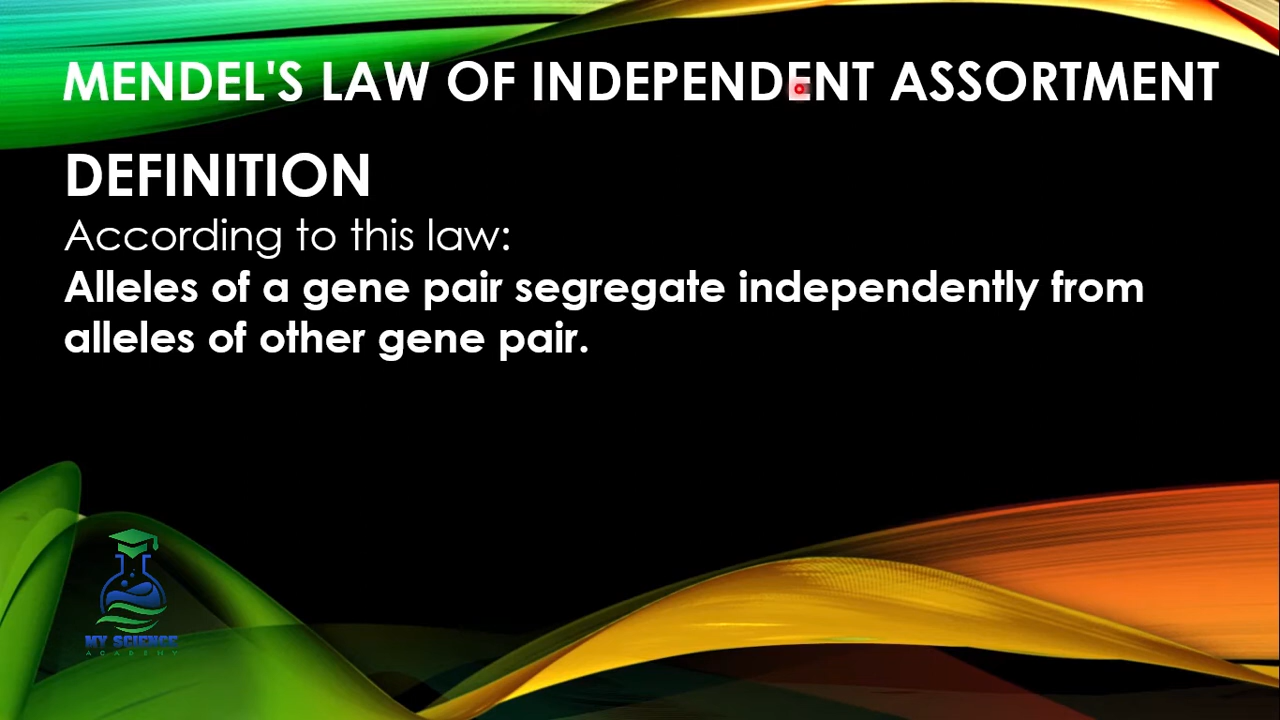 MENDEL'S LAW OF INDEPENDENT ASSORTMENT
DEFINITION
According to this law:
Alleles of a gene pair segregate independently from
alleles of other gene pair.
MY SCIENCE
ACADEMY